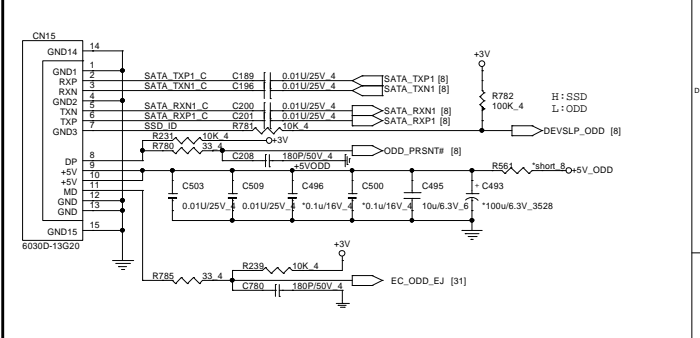 CN15
GND14 14
GND1 1
RXP 2 SATA_TXP1_C C189 0.01U/25V_4 SATA_TXP1 [8]
RXN 3 SATA_TXN1_C C196 0.01U/25V_4 SATA_TXN1 [8]
GND2 4
TXN 5 SATA_RXN1_C C200 0.01U/25V_4 SATA_RXN1 [8]
TXP 6 SATA_RXP1_C C201 0.01U/25V_4 SATA_RXP1 [8]
GND3 7 SSD_ID R781 10K_4
+3V
R782
100K_4
H:SSD
L:ODD
DEVSLP_ODD [8]
R231 10K_4 +3V
R780 33_4 ODD_PRSNT# [8]
DP 8 C208 180P/50V_4
+5V 9 +5VODD R561 *short_8 +5V_ODD
+5V 10
MD 11
GND 12
GND 13
GND15 15
6030D-13G20
C503 C509 C496 C500 C495 + C493
0.01U/25V_4 0.01U/25V_4 *0.1u/16V_4 *0.1u/16V_4 10u/6.3V_6 *100u/6.3V_3528
+3V
R239 10K_4
R785 33_4 EC_ODD_EJ [31]
C780 180P/50V_4
D